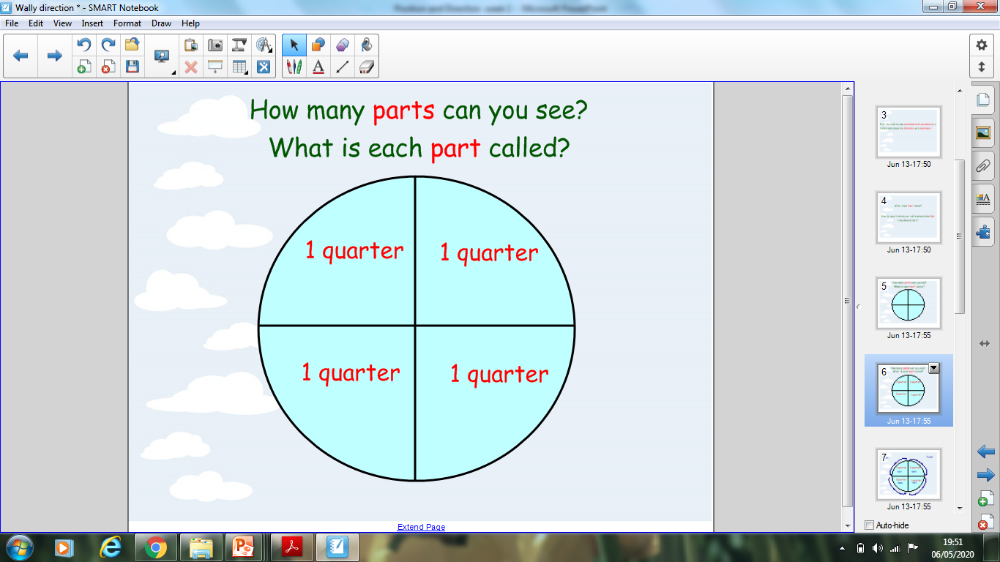 Wally direction * - SMART Notebook
File Edit View Insert Format Draw Help
How many parts can you see?
What is each part called?
1 quarter 1 quarter
1 quarter 1 quarter
Extend Page
3
Jun 13-17:50
4
Jun 13-17:50
5
Jun 13-17:55
6
Jun 13-17:55
7
Jun 13-17:55
Auto-hide
19:51
06/05/2020